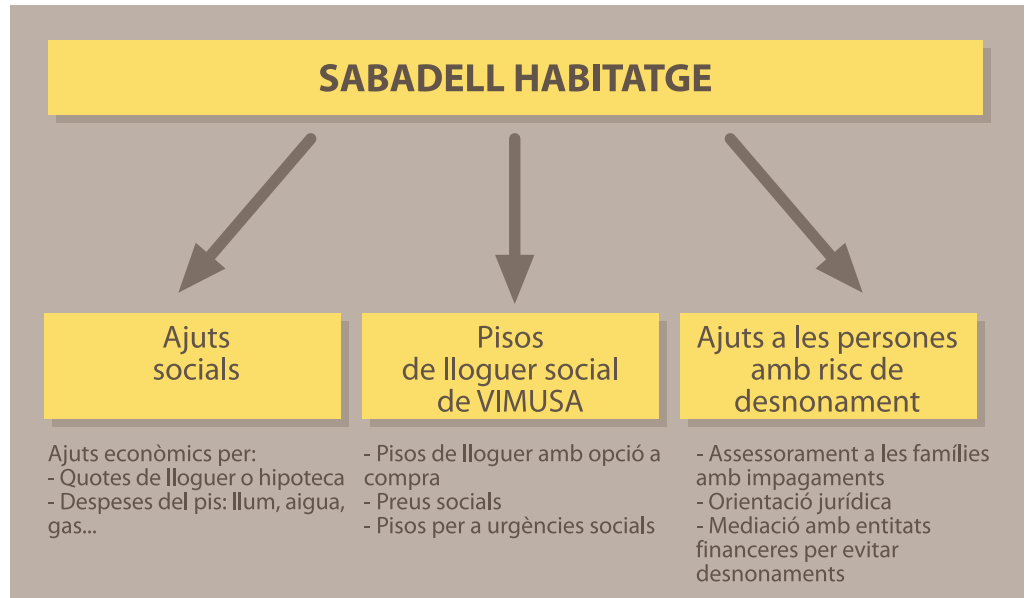 SABADELL HABITATGE
Ajuts
socials
Pisos
de lloguer social
de VIMUSA
Ajuts a les persones
amb risc de
desnonament
Ajuts econòmics per:
- Quotes de lloguer o hipoteca
- Despeses del pis: llum, aigua,
gas...
- Pisos de lloguer amb opció a
compra
- Preus socials
- Pisos per a urgències socials
- Assessorament a les famílies
amb impagaments
- Orientació jurídica
- Mediació amb entitats
financeres per evitar
desnonaments